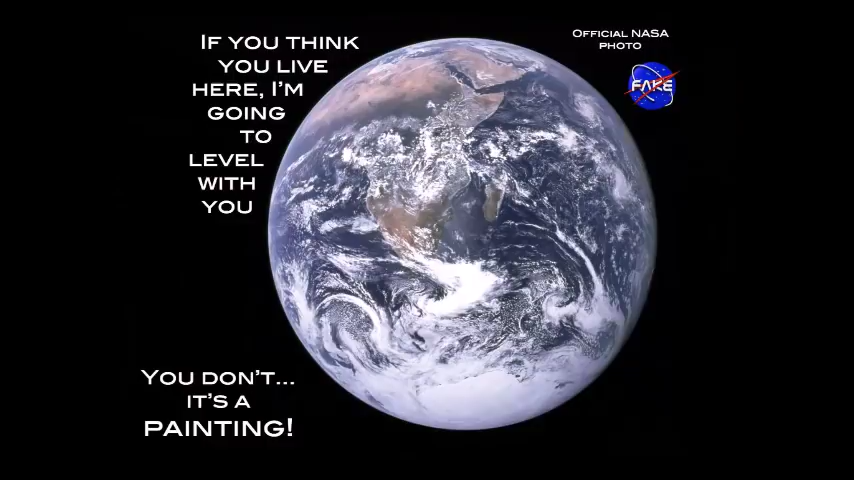 If you think
you live
here, I'm
going
to
level
with
you
Official NASA
photo
FAKE
You don't...
it's a
painting!